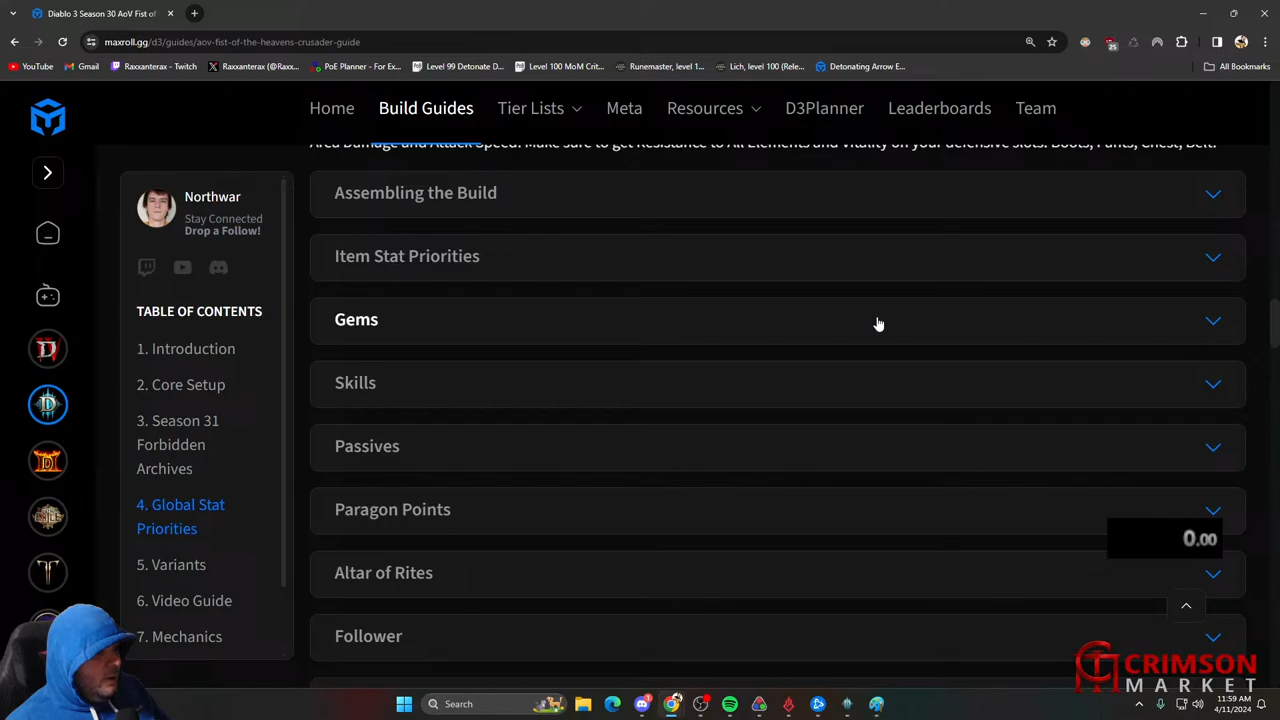 Diablo 3 Season 30 AoV Fist of
maxroll.gg/d3/guides/aov-fist-of-the-heavens-crusader-guide
25
YouTube
Gmail
Raxxanterax - Twitch
Raxxanterax (@Raxx...
PoE Planner - For Ex...
Level 99 Detonate D...
Level 100 MoM Crit...
Runemaster, level 1...
Lich, level 100 (Rele...
Detonating Arrow E...
All Bookmarks
Home
Build Guides
Tier Lists
Meta
Resources
D3Planner
Leaderboards
Team
Area Damage and Attack Speed. Make sure to get Resistance to All Elements and Vitality on your defensive slots: Boots, Pants, Chest, Belt.
Northwar
Stay Connected
Drop a Follow!
TABLE OF CONTENTS
1. Introduction
2. Core Setup
3. Season 31
Forbidden
Archives
4. Global Stat
Priorities
5. Variants
6. Video Guide
7. Mechanics
Assembling the Build
Item Stat Priorities
Gems
Skills
Passives
Paragon Points
Altar of Rites
Follower
0.00
CRIMSON
MARKET
Search
11:59 AM
4/11/2024